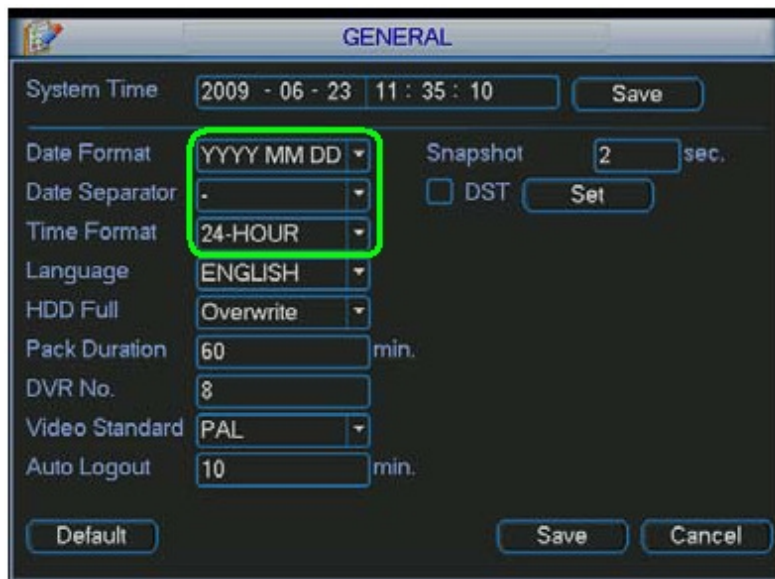 GENERAL
System Time 2009 - 06 - 23 11 : 35 : 10 Save
Date Format YYYY MM DD Snapshot 2 sec.
Date Separator - DST Set
Time Format 24-HOUR
Language ENGLISH
HDD Full Overwrite
Pack Duration 60 min.
DVR No. 8
Video Standard PAL
Auto Logout 10 min.
Default Save Cancel